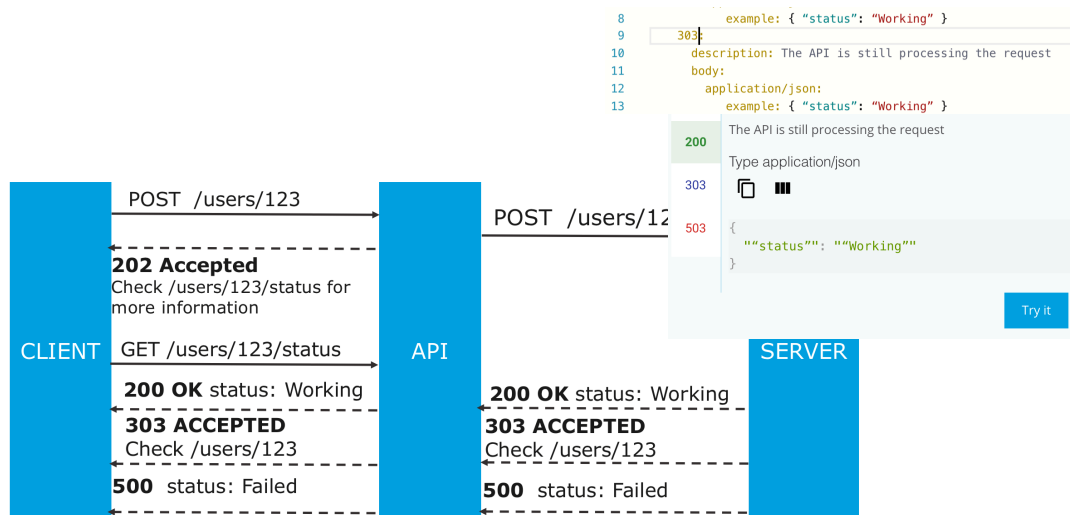 8 example: { “status”: “Working” }
9 303:
10 description: The API is still processing the request
11 body:
12 application/json:
13 example: { “status”: “Working” }
The API is still processing the request
200
Type application/json
303
503
{
"“status”": "“Working”"
}
Try it
POST /users/123
POST /users/12
202 Accepted
Check /users/123/status for
more information
CLIENT
GET /users/123/status
API
SERVER
200 OK status: Working
200 OK status: Working
303 ACCEPTED
303 ACCEPTED
Check /users/123
Check /users/123
500 status: Failed
500 status: Failed